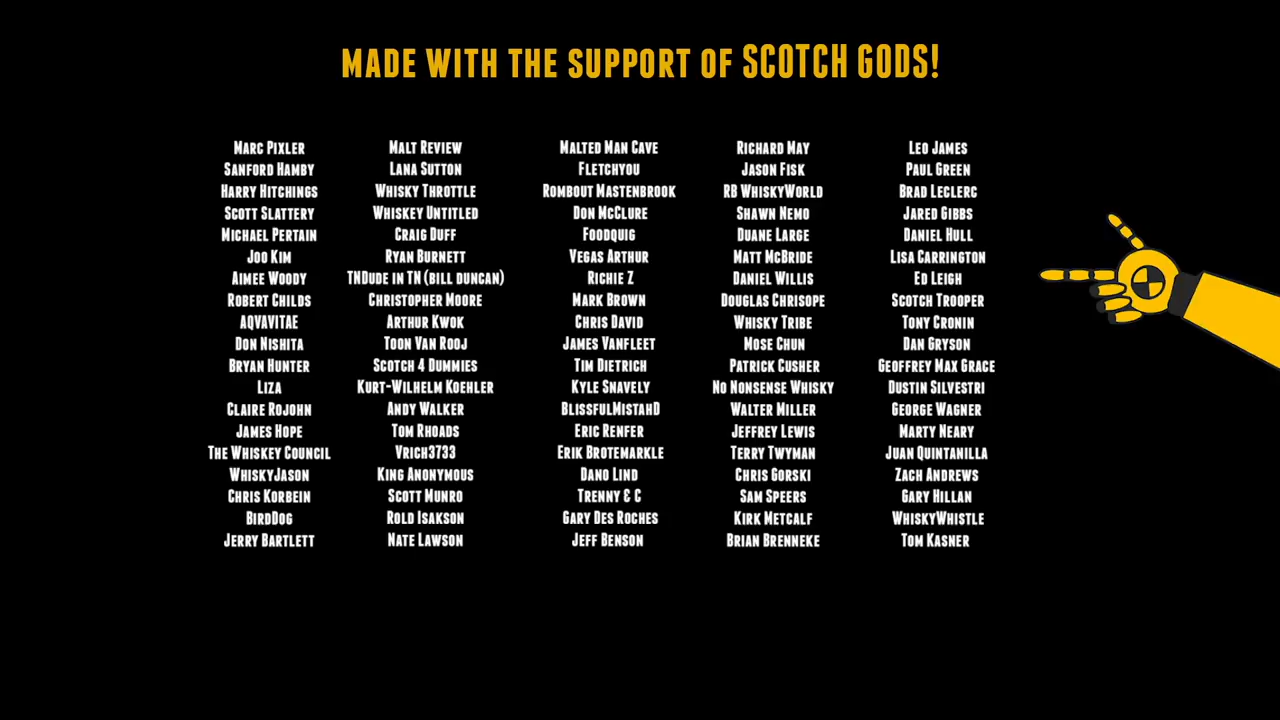 MADE WITH THE SUPPORT OF SCOTCH GODS!
Marc Pixler
Sanford Hamby
Harry Hitchings
Scott Slattery
Michael Pertain
Joo Kim
Aimee Woody
Robert Childs
AQVAVITAE
Don Nishita
Bryan Hunter
Liza
Claire Rojohn
James Hope
The Whiskey Council
WhiskyJason
Chris Korbein
BirdDog
Jerry Bartlett
Malt Review
Lana Sutton
Whisky Throttle
Whiskey Untitled
Craig Duff
Ryan Burnett
TNDude in TN (bill duncan)
Christopher Moore
Arthur Kwok
Toon Van Rooj
Scotch 4 Dummies
Kurt-Wilhelm Koehler
Andy Walker
Tom Rhoads
Vrich3733
King Anonymous
Scott Munro
Rold Isakson
Nate Lawson
Malted Man Cave
Fletchyou
Rombout Mastenbrook
Don McClure
Foodquig
Vegas Arthur
Richie Z
Mark Brown
Chris David
James Vanfleet
Tim Dietrich
Kyle Snavely
BlissfulMistahD
Eric Renfer
Erik Brotemarkle
Dano Lind
Trenny & C
Gary Des Roches
Jeff Benson
Richard May
Jason Fisk
RB WhiskyWorld
Shawn Nemo
Duane Large
Matt McBride
Daniel Willis
Douglas Chrisope
Whisky Tribe
Mose Chun
Patrick Cusher
No Nonsense Whisky
Walter Miller
Jeffrey Lewis
Terry Twyman
Chris Gorski
Sam Speers
Kirk Metcalf
Brian Brenneke
Leo James
Paul Green
Brad Leclerc
Jared Gibbs
Daniel Hull
Lisa Carrington
Ed Leigh
Scotch Trooper
Tony Cronin
Dan Gryson
Geoffrey Max Grace
Dustin Silvestri
George Wagner
Marty Neary
Juan Quintanilla
Zach Andrews
Gary Hillan
WhiskyWhistle
Tom Kasner